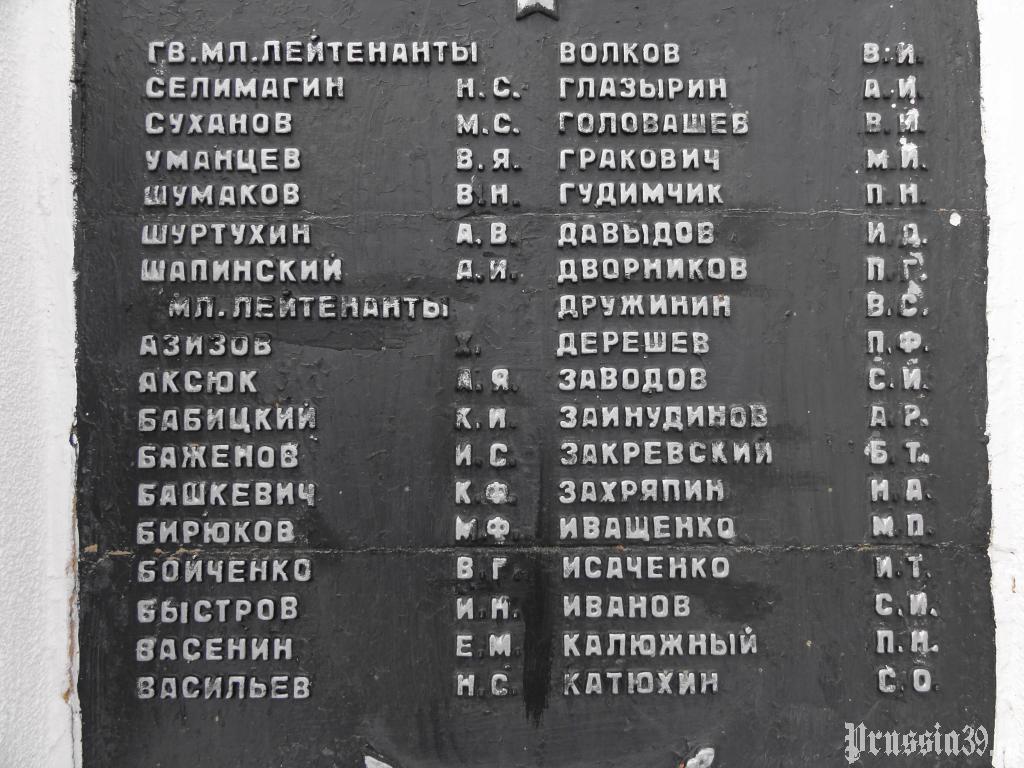 ГВ.МЛ.ЛЕЙТЕНАНТЫ
СЕЛИМАГИН Н.С.
СУХАНОВ М.С.
УМАНЦЕВ В.Я.
ШУМАКОВ В.Н.
ШУРТУХИН А.В.
ШАПИНСКИЙ А.И.
МЛ.ЛЕЙТЕНАНТЫ
АЗИЗОВ Х.
АКСЮК А.Я.
БАБИЦКИЙ К.И.
БАЖЕНОВ И.С.
БАШКЕВИЧ К.Ф.
БИРЮКОВ М.Ф.
БОЙЧЕНКО В.Г.
БЫСТРОВ И.Н.
ВАСЕНИН Е.М.
ВАСИЛЬЕВ Н.С.
ВОЛКОВ В.И.
ГЛАЗЫРИН А.И.
ГОЛОВАШЕВ В.И.
ГРАКОВИЧ М.И.
ГУДИМЧИК П.Н.
ДАВЫДОВ И.Д.
ДВОРНИКОВ П.Г.
ДРУЖИНИН В.С.
ДЕРЕШЕВ П.Ф.
ЗАВОДОВ С.И.
ЗАИНУДИНОВ А.Р.
ЗАКРЕВСКИЙ Б.Т.
ЗАХРЯПИН Н.А.
ИВАЩЕНКО М.П.
ИСАЧЕНКО И.Т.
ИВАНОВ С.И.
КАЛЮЖНЫЙ П.Н.
КАТЮХИН С.О.
Prussia39.ru